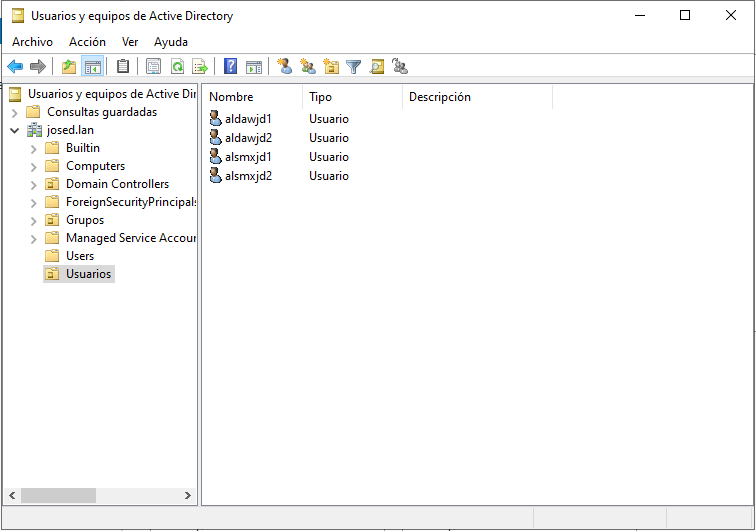 Usuarios y equipos de Active Directory
Archivo Acción Ver Ayuda
Usuarios y equipos de Active Dir
Consultas guardadas
josed.lan
Builtin
Computers
Domain Controllers
ForeignSecurityPrincipals
Grupos
Managed Service Accour
Users
Usuarios
Nombre Tipo Descripción
aldawjd1 Usuario
aldawjd2 Usuario
alsmxjd1 Usuario
alsmxjd2 Usuario